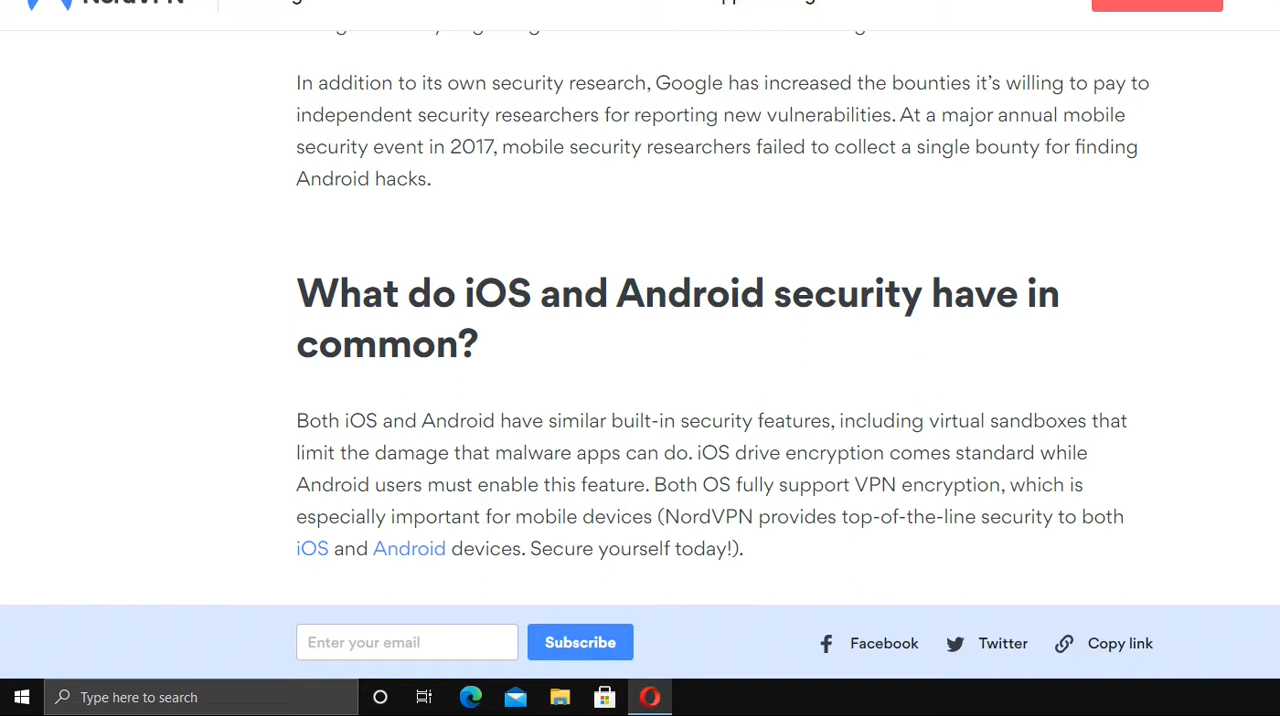 NordVPN
In addition to its own security research, Google has increased the bounties it’s willing to pay to
independent security researchers for reporting new vulnerabilities. At a major annual mobile
security event in 2017, mobile security researchers failed to collect a single bounty for finding
Android hacks.
What do iOS and Android security have in
common?
Both iOS and Android have similar built-in security features, including virtual sandboxes that
limit the damage that malware apps can do. iOS drive encryption comes standard while
Android users must enable this feature. Both OS fully support VPN encryption, which is
especially important for mobile devices (NordVPN provides top-of-the-line security to both
iOS and Android devices. Secure yourself today!).
Enter your email
Subscribe
Facebook
Twitter
Copy link
Type here to search